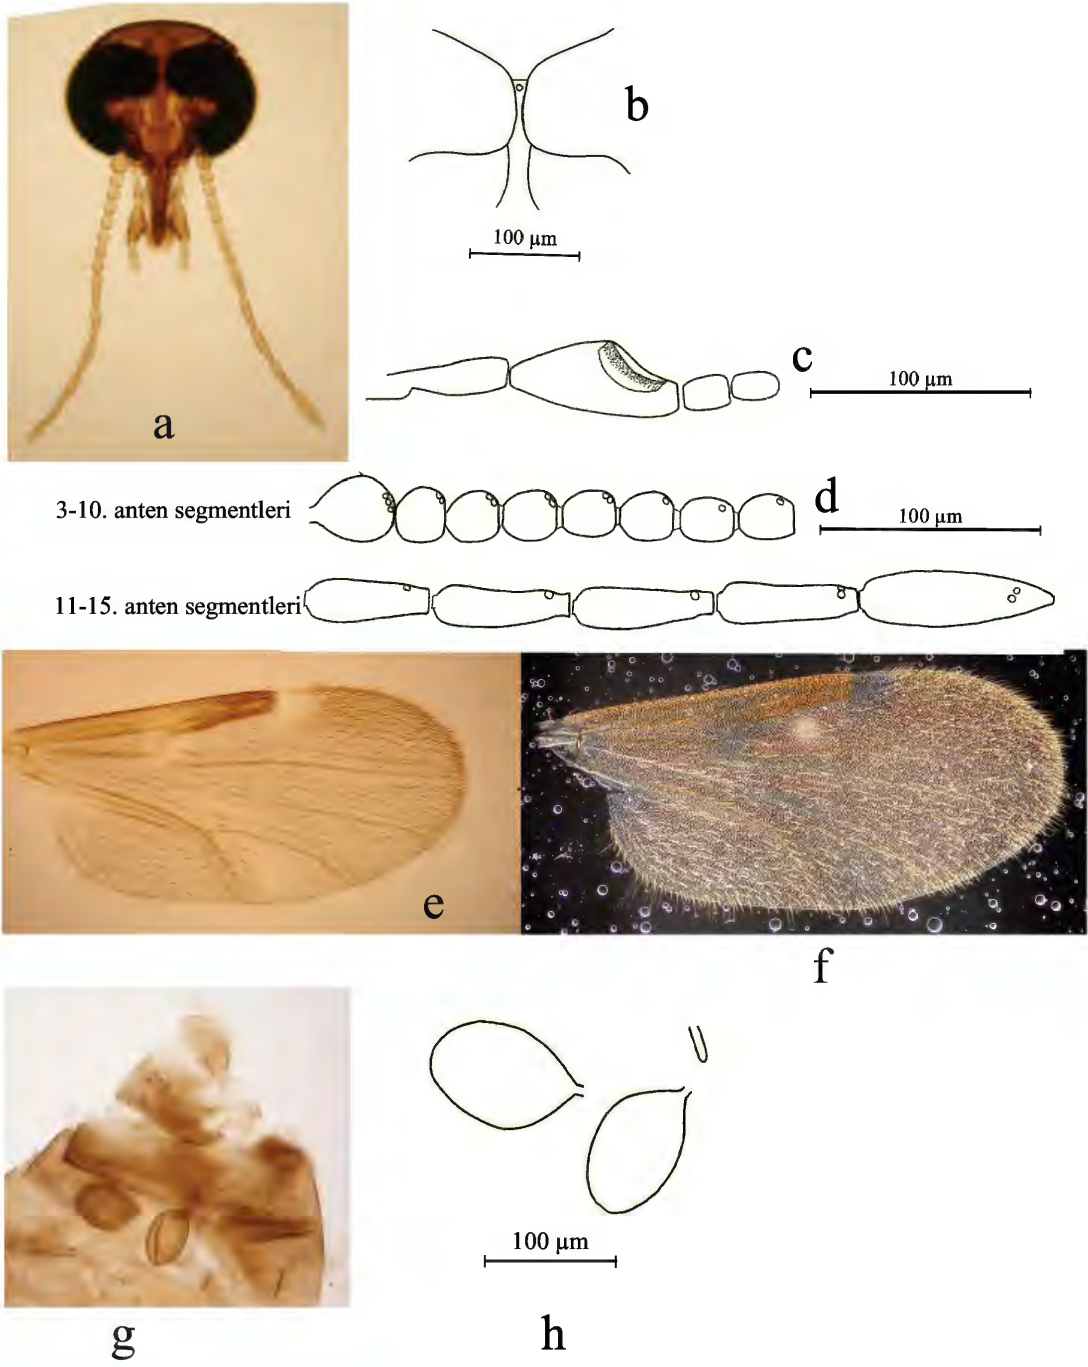 a
b
100 µm
c
100 µm
3-10. anten segmentleri
d
100 µm
11-15. anten segmentleri
e
f
g
h
100 µm